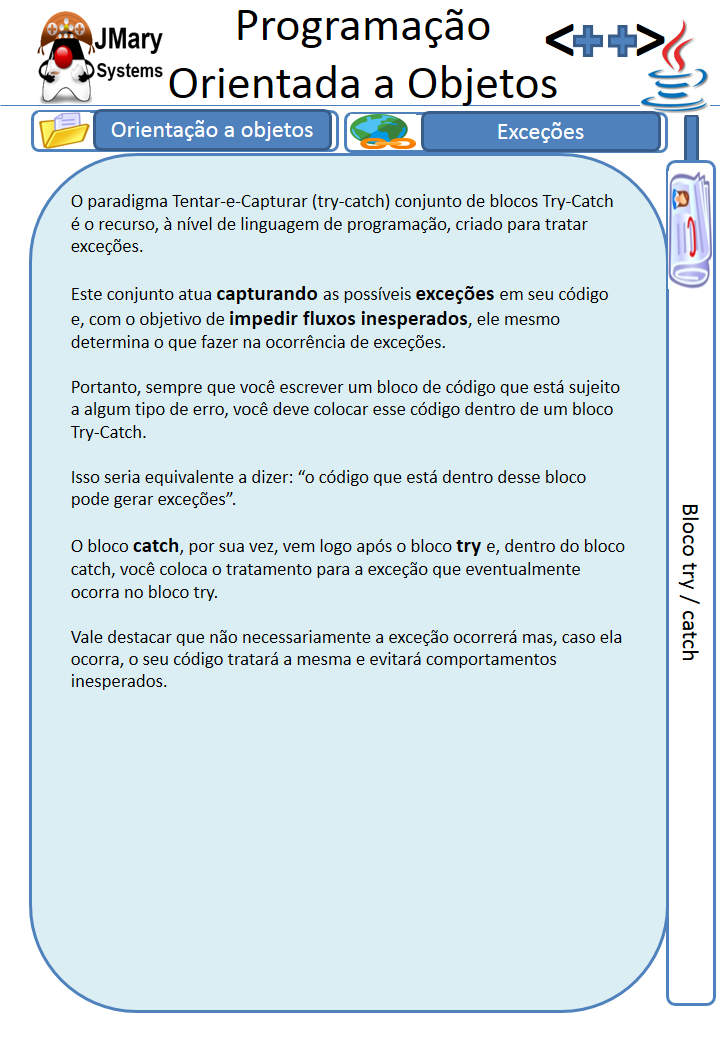 JMary
Systems
Programação
Orientada a Objetos
<++>
Orientação a objetos
Exceções
O paradigma Tentar-e-Capturar (try-catch) conjunto de blocos Try-Catch
é o recurso, à nível de linguagem de programação, criado para tratar
exceções.
Este conjunto atua capturando as possíveis exceções em seu código
e, com o objetivo de impedir fluxos inesperados, ele mesmo
determina o que fazer na ocorrência de exceções.
Portanto, sempre que você escrever um bloco de código que está sujeito
a algum tipo de erro, você deve colocar esse código dentro de um bloco
Try-Catch.
Isso seria equivalente a dizer: “o código que está dentro desse bloco
pode gerar exceções”.
O bloco catch, por sua vez, vem logo após o bloco try e, dentro do bloco
catch, você coloca o tratamento para a exceção que eventualmente
ocorra no bloco try.
Vale destacar que não necessariamente a exceção ocorrerá mas, caso ela
ocorra, o seu código tratará a mesma e evitará comportamentos
inesperados.
Bloco try / catch